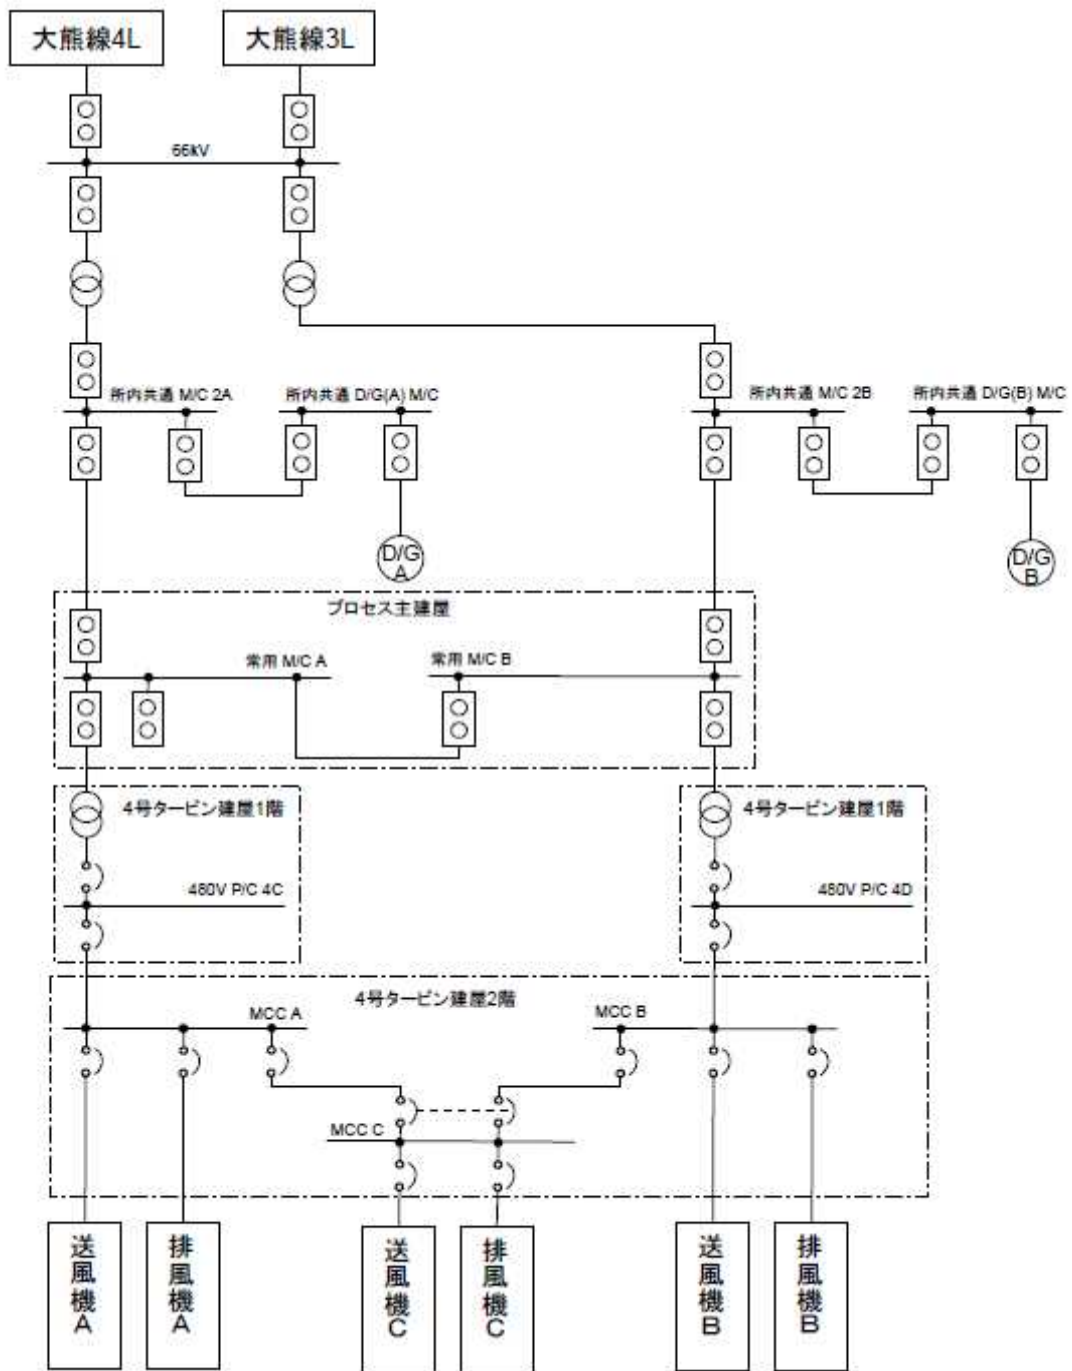 大熊線4L
大熊線3L
66kV
所内共通 M/C 2A
所内共通 D/G(A) M/C
所内共通 M/C 2B
所内共通 D/G(B) M/C
D/G
A
D/G
B
プロセス主建屋
常用 M/C A
常用 M/C B
4号タービン建屋1階
4号タービン建屋1階
480V P/C 4C
480V P/C 4D
4号タービン建屋2階
MCC A
MCC B
MCC C
送風機A
排風機A
送風機C
排風機C
送風機B
排風機B